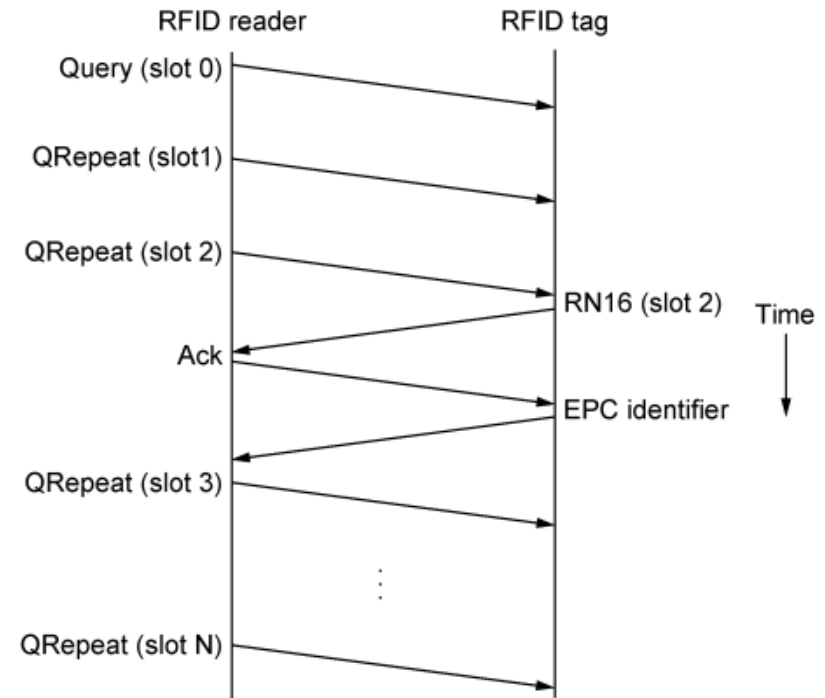 RFID reader
RFID tag
Query (slot 0)
QRepeat (slot1)
QRepeat (slot 2)
RN16 (slot 2)
Time
Ack
EPC identifier
QRepeat (slot 3)
QRepeat (slot N)